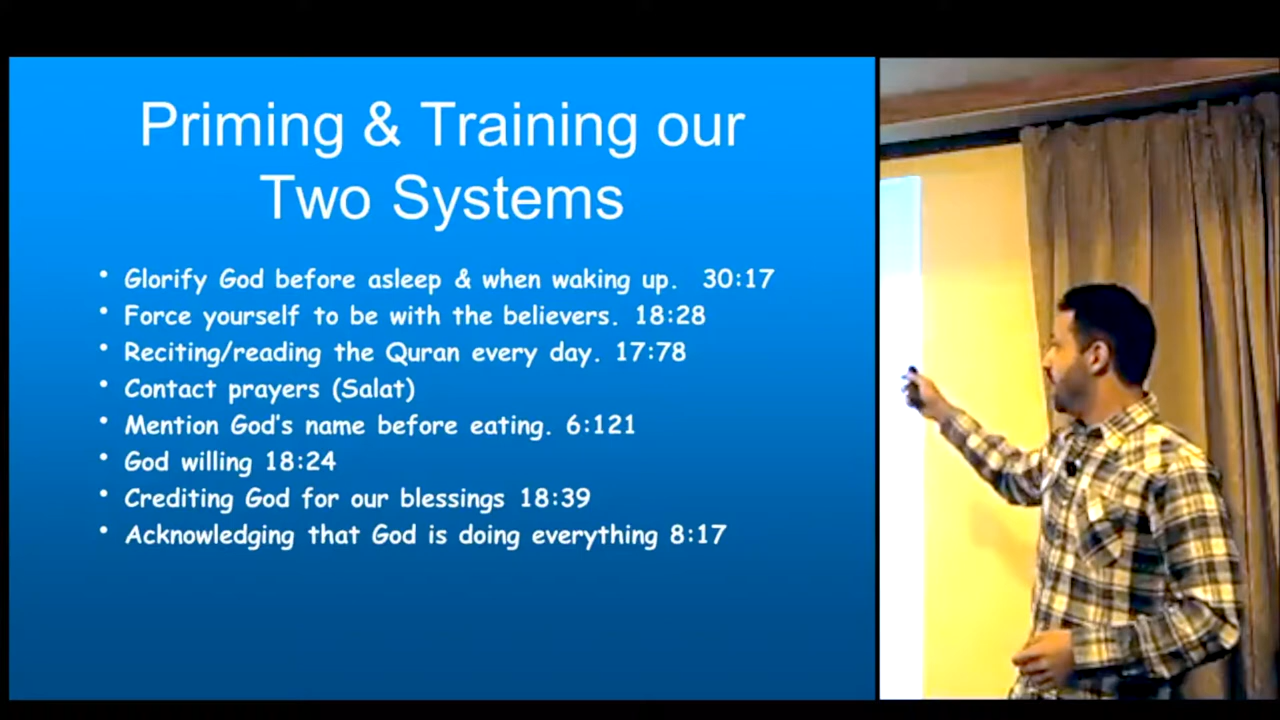 Priming & Training our
Two Systems
• Glorify God before asleep & when waking up. 30:17
• Force yourself to be with the believers. 18:28
• Reciting/reading the Quran every day. 17:78
• Contact prayers (Salat)
• Mention God's name before eating. 6:121
• God willing 18:24
• Crediting God for our blessings 18:39
• Acknowledging that God is doing everything 8:17